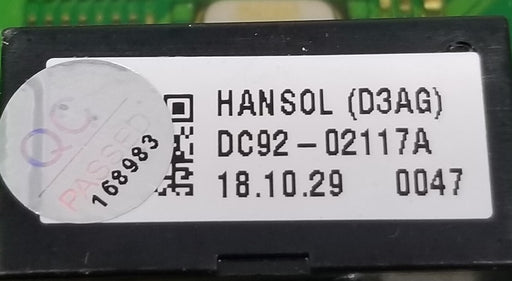 HANSOL (D3AG)
DC92-02117A
18.10.29 0047
QC
PASSED
168983